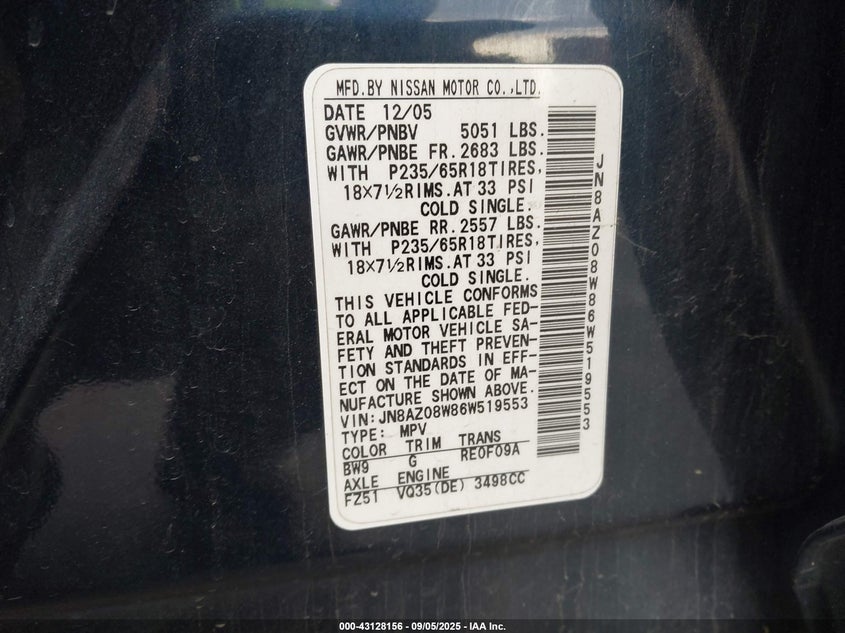 MFD.BY NISSAN MOTOR CO.,LTD.
DATE 12/05
GVWR/PNBV 5051 LBS.
GAWR/PNBE FR.2683 LBS.
WITH P235/65R18TIRES,
18×7½RIMS.AT 33 PSI
COLD SINGLE.
GAWR/PNBE RR.2557 LBS.
WITH P235/65R18TIRES,
18×7½RIMS.AT 33 PSI
COLD SINGLE.
THIS VEHICLE CONFORMS
TO ALL APPLICABLE FED-
ERAL MOTOR VEHICLE SA-
FETY AND THEFT PREVEN-
TION STANDARDS IN EFF-
ECT ON THE DATE OF MA-
NUFACTURE SHOWN ABOVE.
VIN:JN8AZ08W86W519553
TYPE: MPV
COLOR TRIM TRANS
BW9 G RE0F09A
AXLE ENGINE
FZ51 VQ35(DE) 3498CC
JN8AZ08W86W519553
000-43128156 - 09/05/2025 - IAA Inc.